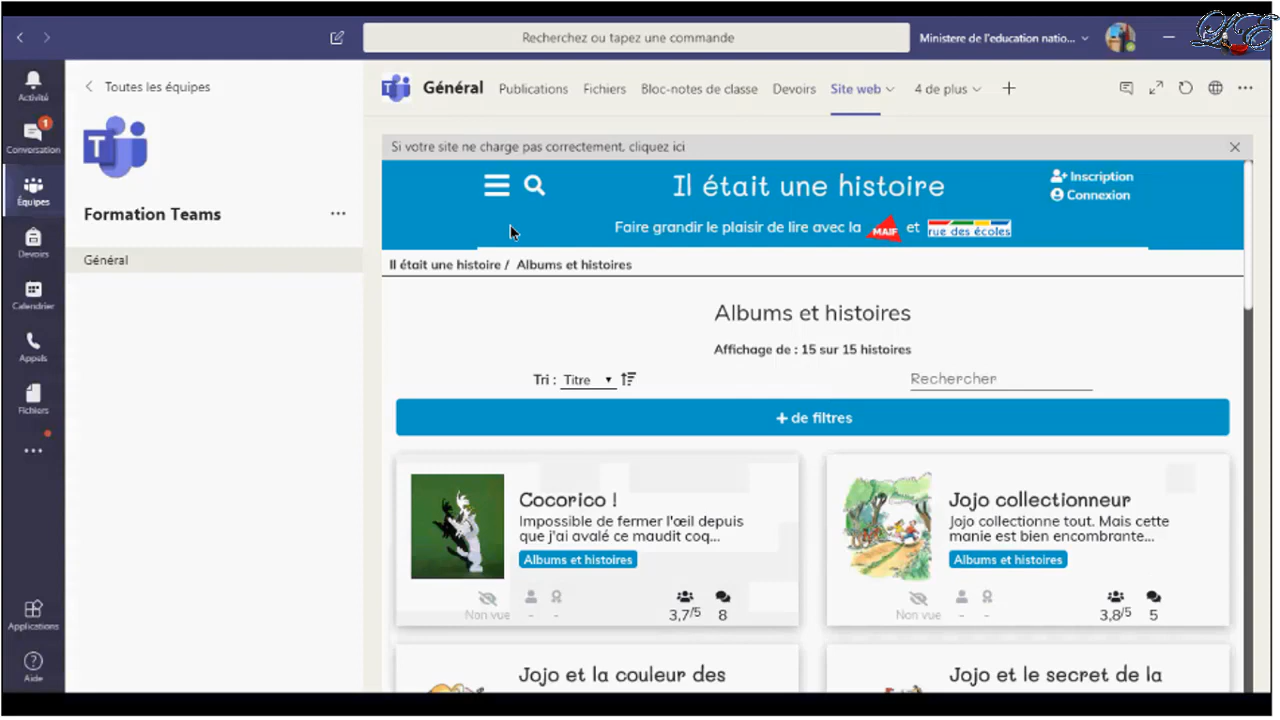 Recherchez ou tapez une commande
Ministere de l'education natio...
Activité
1
Conversation
Équipes
Devoirs
Calendrier
Appels
Fichiers
Applications
Aide
Toutes les équipes
T
Formation Teams
Général
T
Général
Publications
Fichiers
Bloc-notes de classe
Devoirs
Site web
4 de plus
Si votre site ne charge pas correctement, cliquez ici
Il était une histoire
Inscription
Connexion
Faire grandir le plaisir de lire avec la MAIF et rue des écoles
Il était une histoire / Albums et histoires
Albums et histoires
Affichage de : 15 sur 15 histoires
Tri : Titre
Rechercher
+ de filtres
Cocorico !
Impossible de fermer l'œil depuis
que j'ai avalé ce maudit coq...
Albums et histoires
Non vue - - 3,7/5 8
Jojo collectionneur
Jojo collectionne tout. Mais cette
manie est bien encombrante...
Albums et histoires
Non vue - - 3,8/5 5
Jojo et la couleur des
Jojo et le secret de la